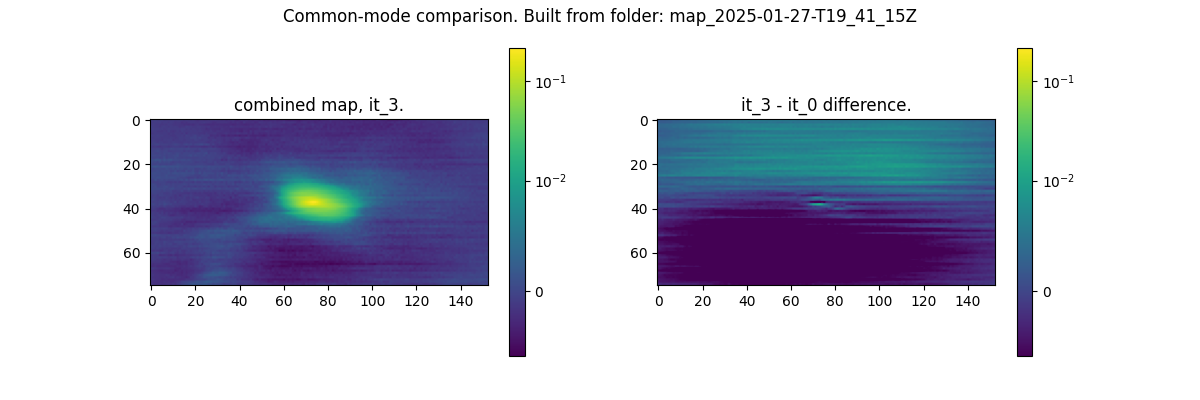 Common-mode comparison. Built from folder: map_2025-01-27-T19_41_15Z
combined map, it_3.
0
20
40
60
0 20 40 60 80 100 120 140
10⁻¹
10⁻²
0
it_3 - it_0 difference.
0
20
40
60
0 20 40 60 80 100 120 140
10⁻¹
10⁻²
0